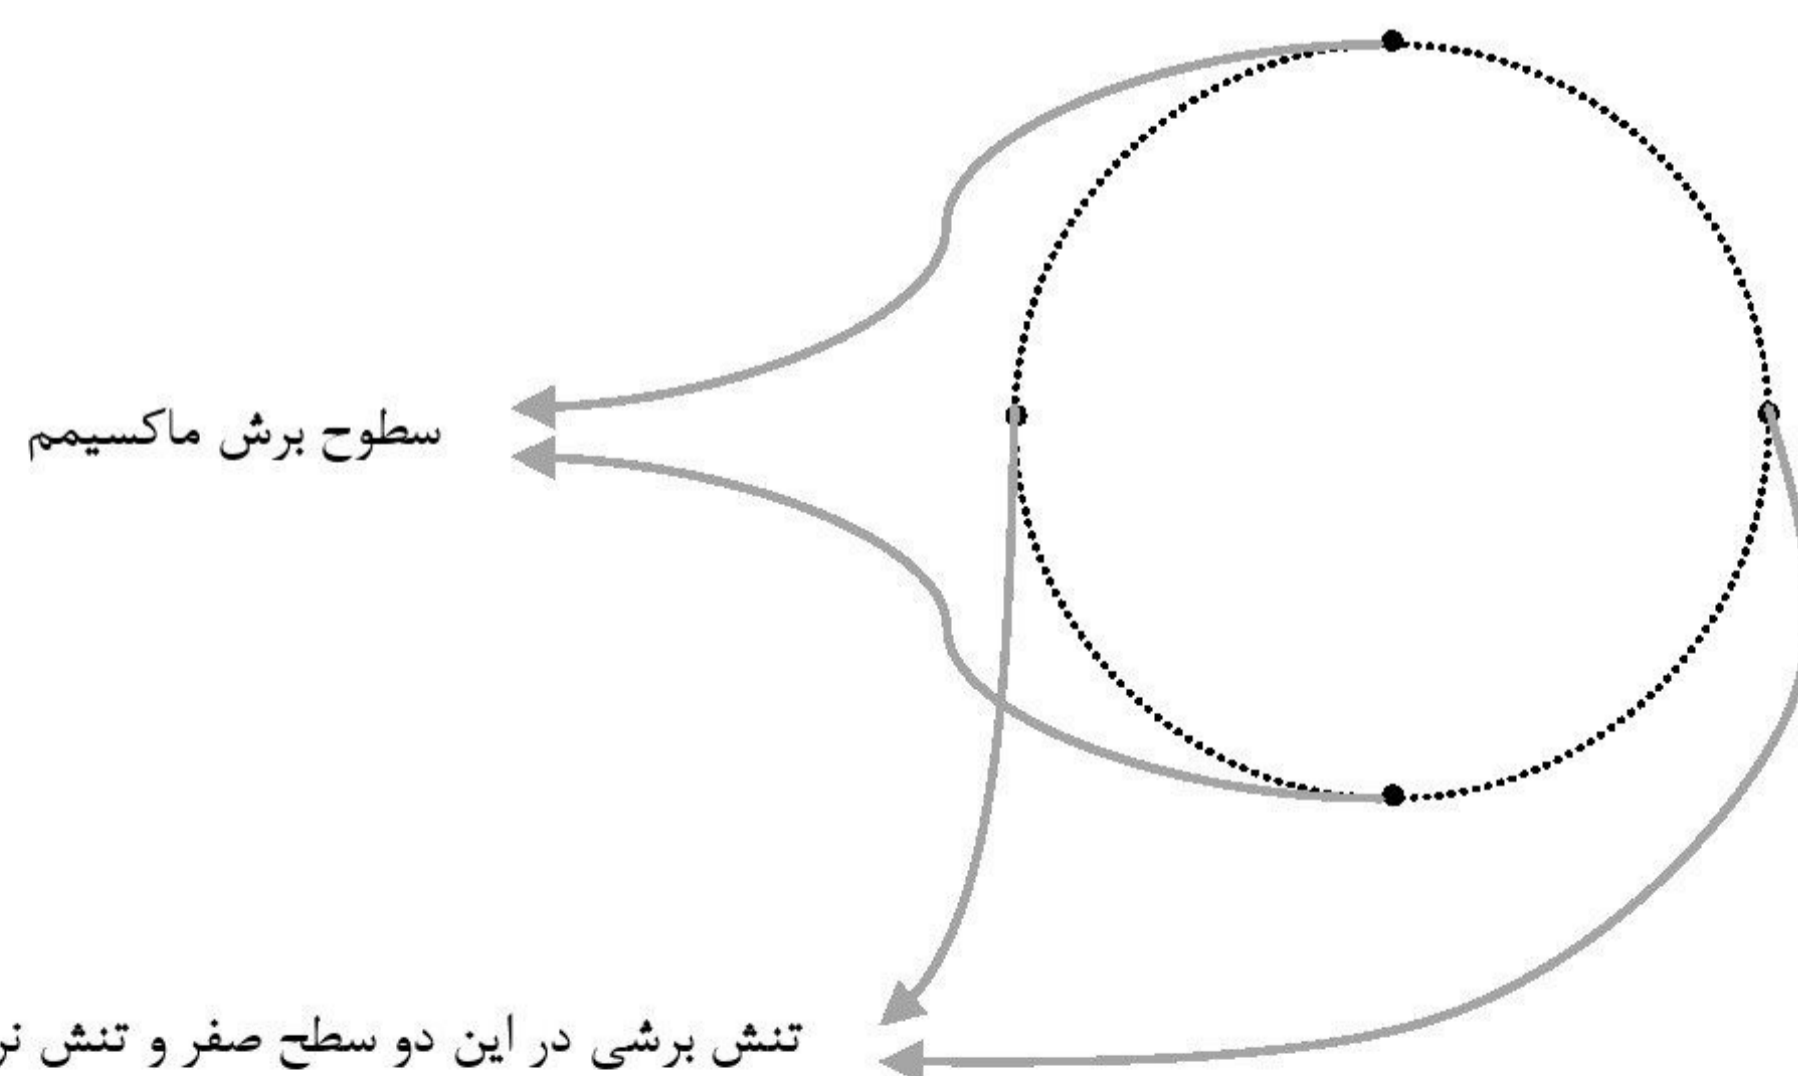 سطوح برش ماکسیمم
تنش برشی در این دو سطح صفر و تنش